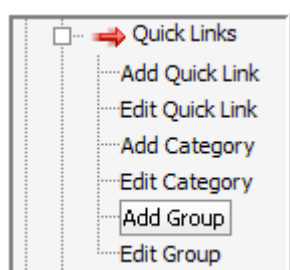 Quick Links
Add Quick Link
Edit Quick Link
Add Category
Edit Category
Add Group
Edit Group